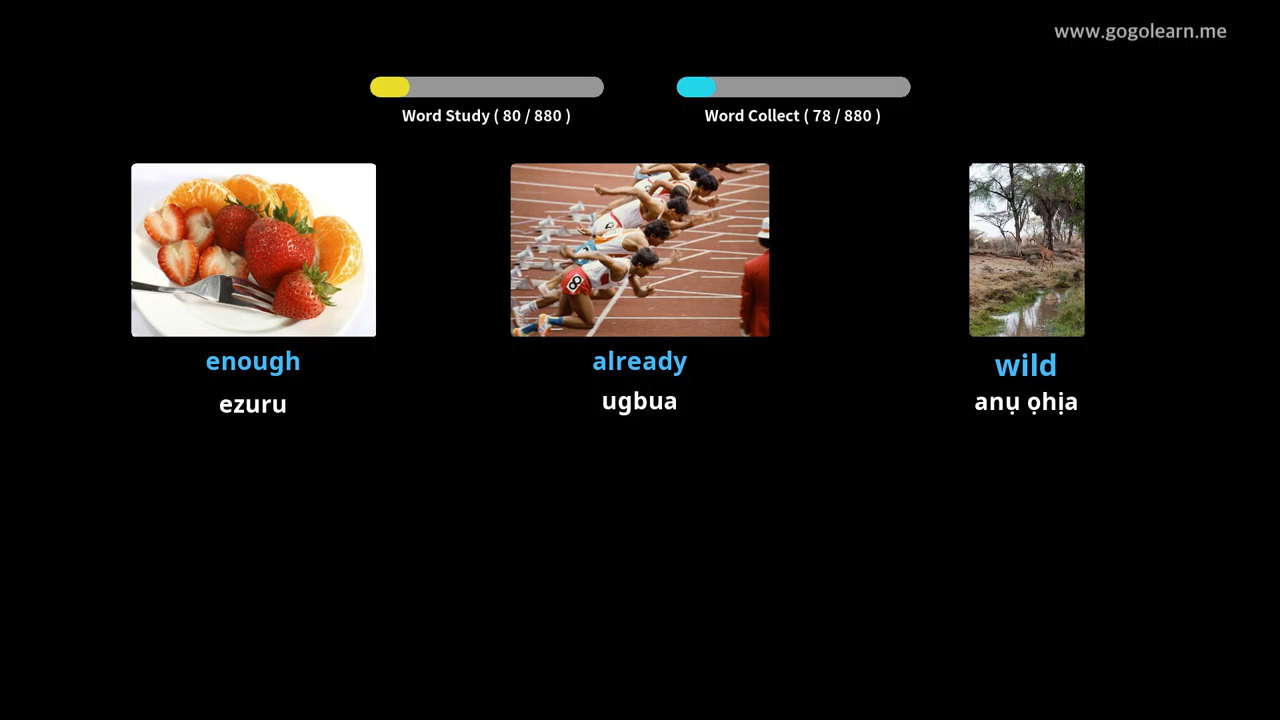 www.gogolearn.me
Word Study ( 80 / 880 )
Word Collect ( 78 / 880 )
enough
already
wild
ezuru
ugbua
anụ ọhịa